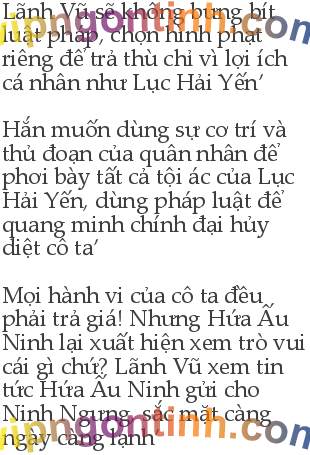 Lãnh Vũ sẽ không bưng bít
luật pháp, chọn hình phạt
riêng để trả thù chỉ vì lợi ích
cá nhân như Lục Hải Yến’
Hắn muốn dùng sự cơ trí và
thủ đoạn của quân nhân để
phơi bày tất cả tội ác của Lục
Hải Yến, dùng pháp luật để
quang minh chính đại hủy
diệt cô ta’
Mọi hành vi của cô ta đều
phải trả giá! Nhưng Hứa Ấu
Ninh lại xuất hiện xem trò vui
cái gì chứ? Lãnh Vũ xem tin
tức Hứa Ấu Ninh gửi cho
Ninh Ngưng, sắc mặt càng
ngày càng lạnh
vipngontinh.com
vipngontinh.com